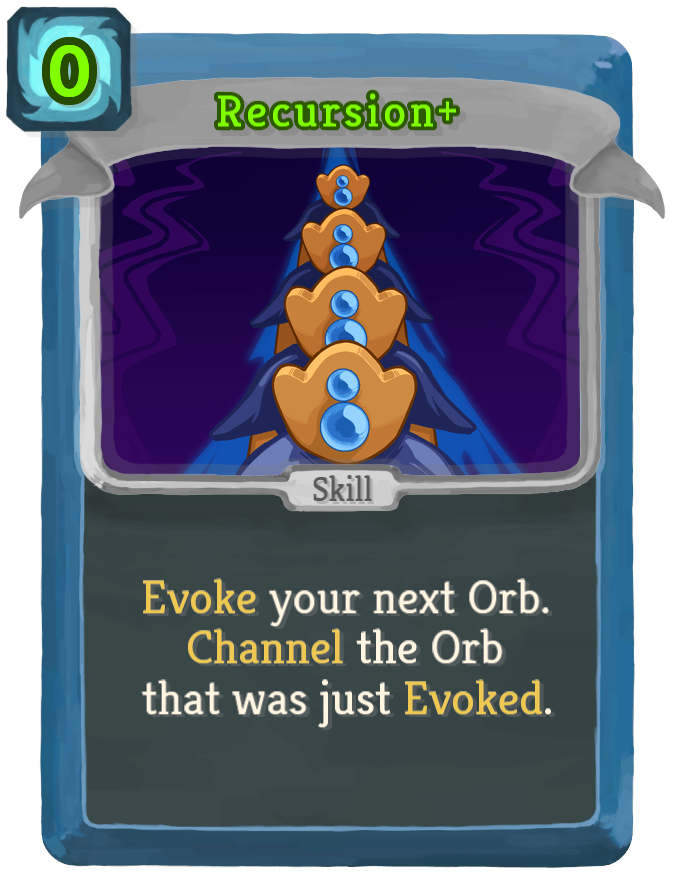 0
Recursion+
Skill
Evoke your next Orb.
Channel the Orb
that was just Evoked.